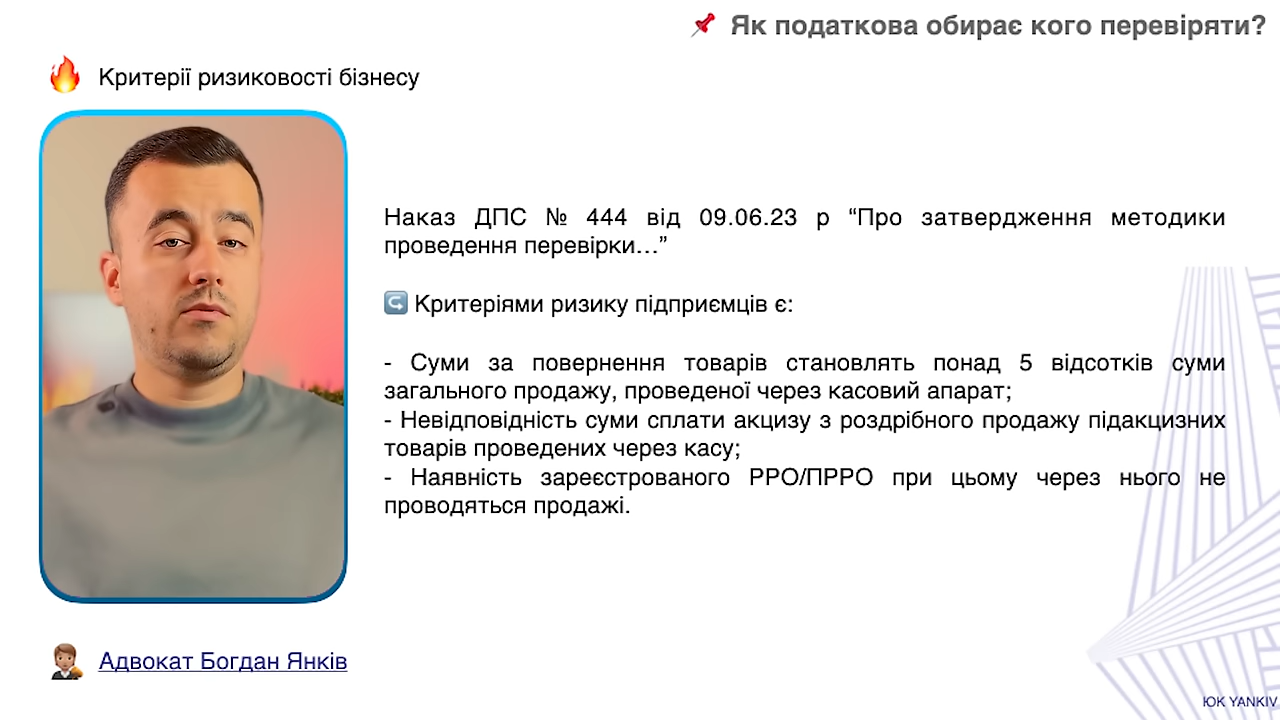 Як податкова обирає кого перевіряти?
Критерії ризиковості бізнесу
Наказ ДПС № 444 від 09.06.23 р “Про затвердження методики
проведення перевірки…”
Критеріями ризику підприємців є:
- Суми за повернення товарів становлять понад 5 відсотків суми
загального продажу, проведеної через касовий апарат;
- Невідповідність суми сплати акцизу з роздрібного продажу підакцизних
товарів проведених через касу;
- Наявність зареєстрованого РРО/ПРРО при цьому через нього не
проводяться продажі.
Адвокат Богдан Янків
ЮК YANKIV